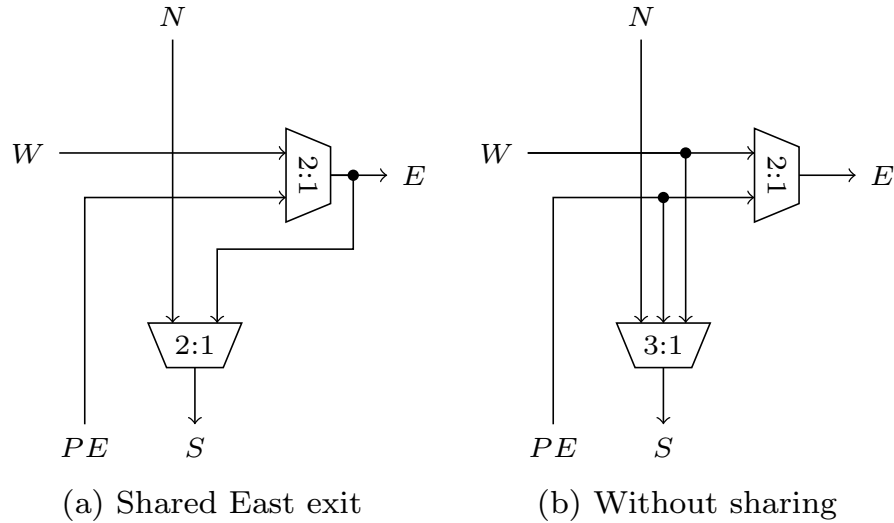 N
N
W
2:1
E
W
2:1
E
2:1
3:1
PE
S
PE
S
(a) Shared East exit
(b) Without sharing